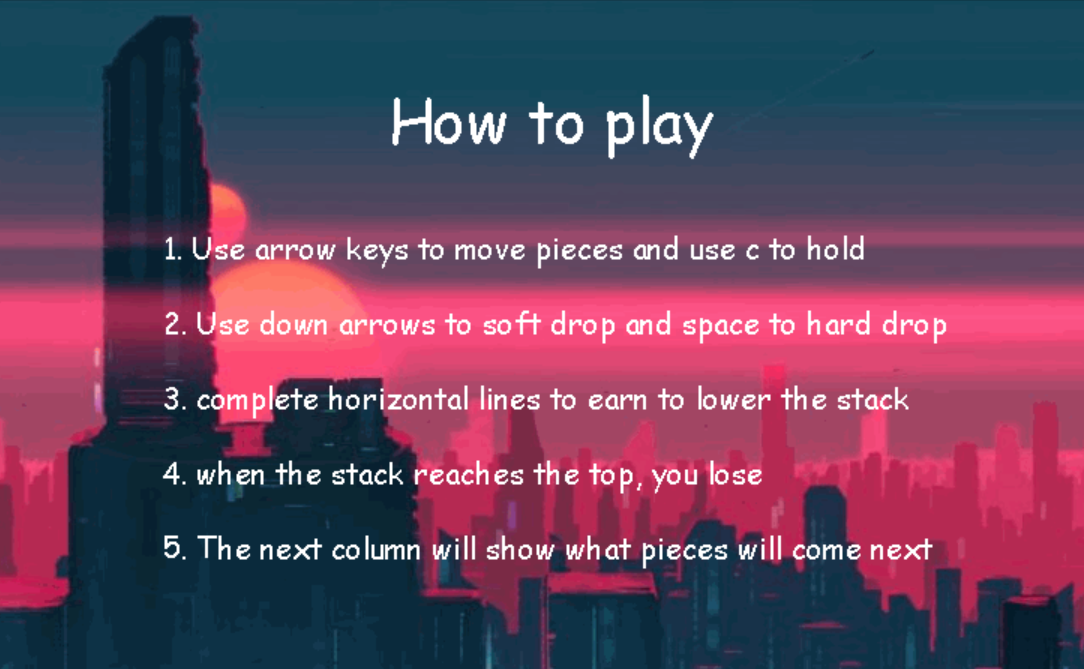 How to play
1. Use arrow keys to move pieces and use c to hold
2. Use down arrows to soft drop and space to hard drop
3. complete horizontal lines to earn to lower the stack
4. when the stack reaches the top, you lose
5. The next column will show what pieces will come next